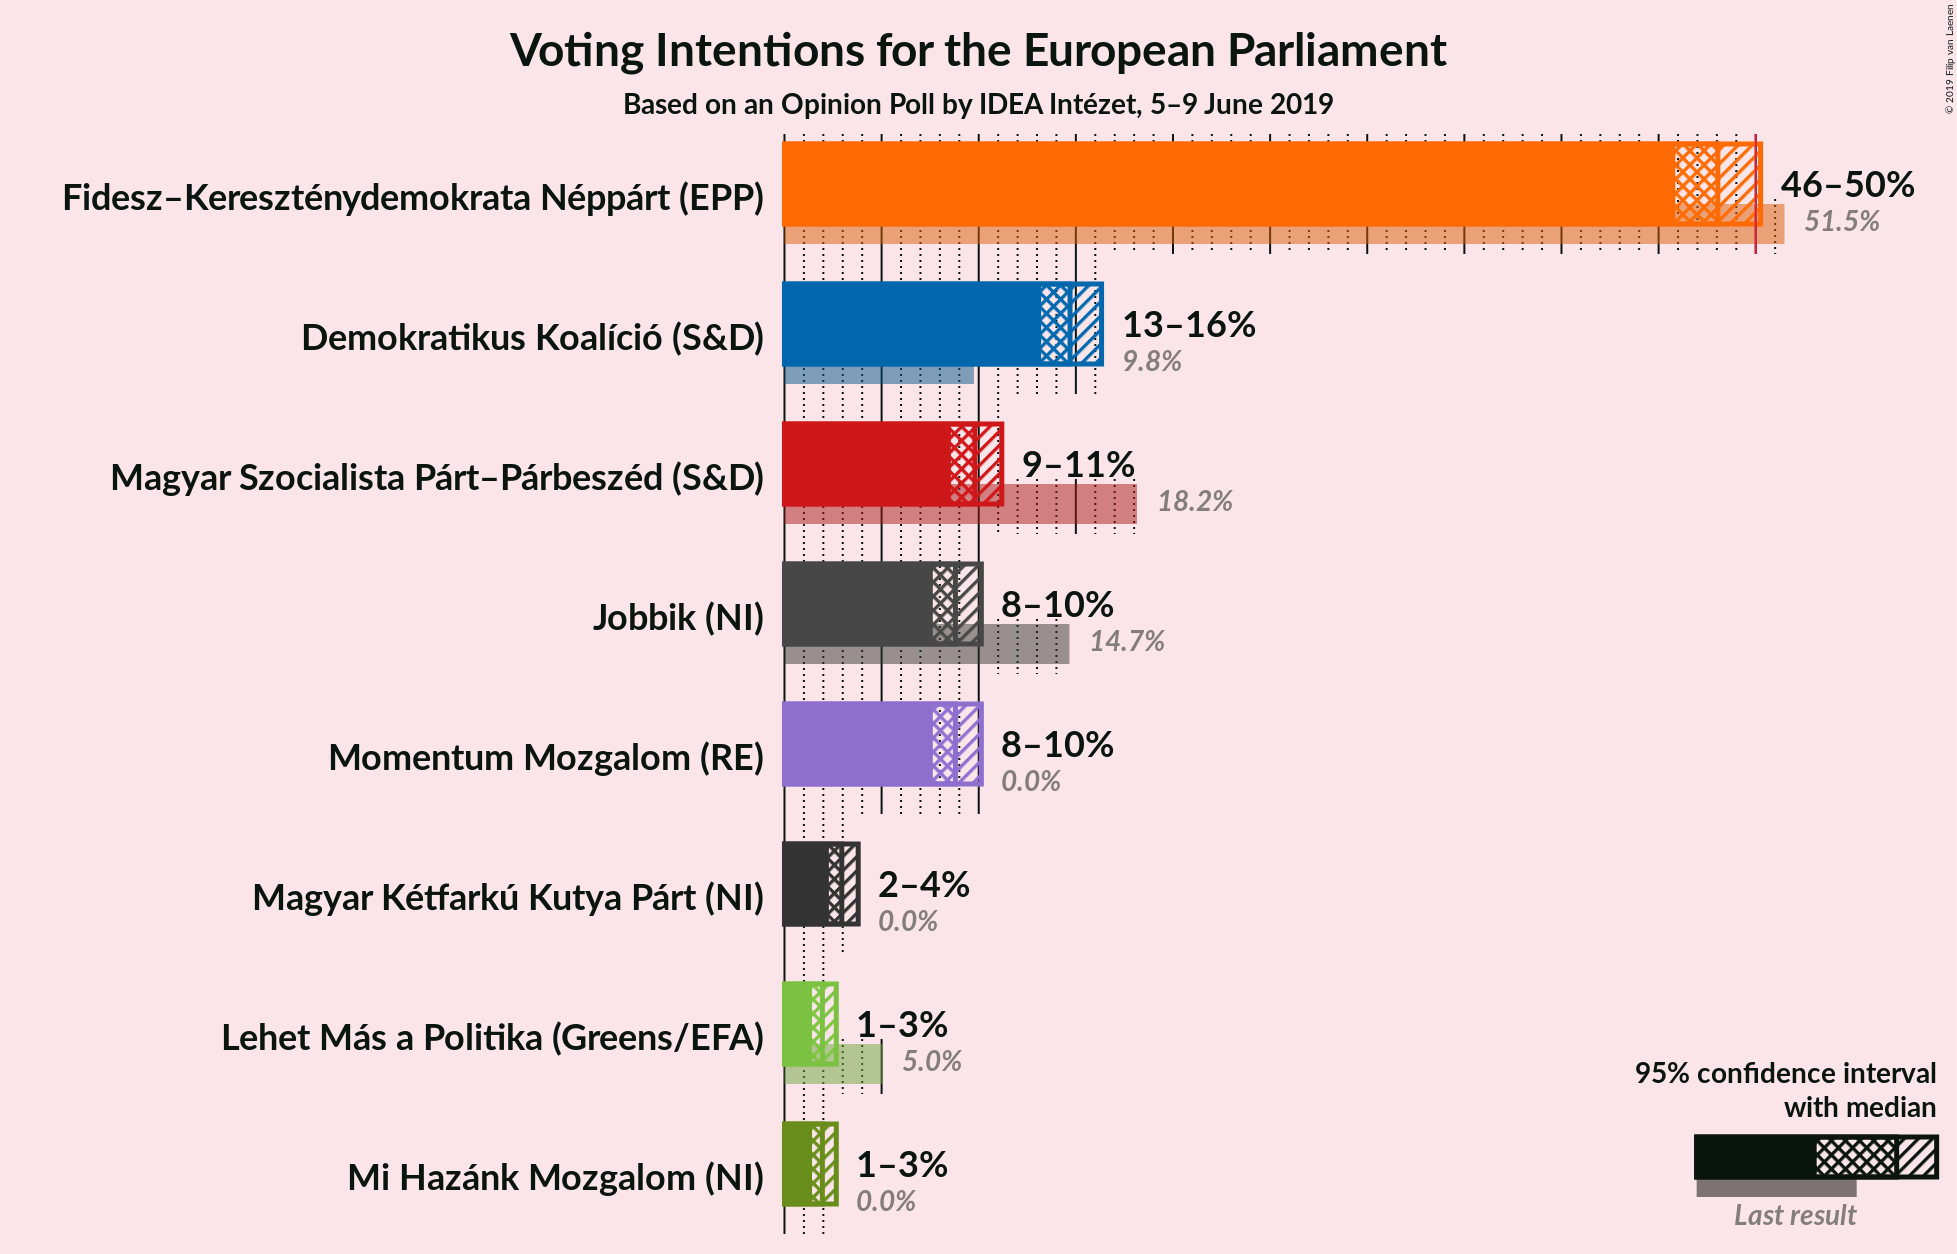 Voting Intentions for the European Parliament
Based on an Opinion Poll by IDEA Intézet, 5–9 June 2019
© 2019 Filip van Laenen
Fidesz–Kereszténydemokrata Néppárt (EPP)
46–50%
51.5%
Demokratikus Koalíció (S&D)
13–16%
9.8%
Magyar Szocialista Párt–Párbeszéd (S&D)
9–11%
18.2%
Jobbik (NI)
8–10%
14.7%
Momentum Mozgalom (RE)
8–10%
0.0%
Magyar Kétfarkú Kutya Párt (NI)
2–4%
0.0%
Lehet Más a Politika (Greens/EFA)
1–3%
5.0%
Mi Hazánk Mozgalom (NI)
1–3%
0.0%
95% confidence interval
with median
Last result